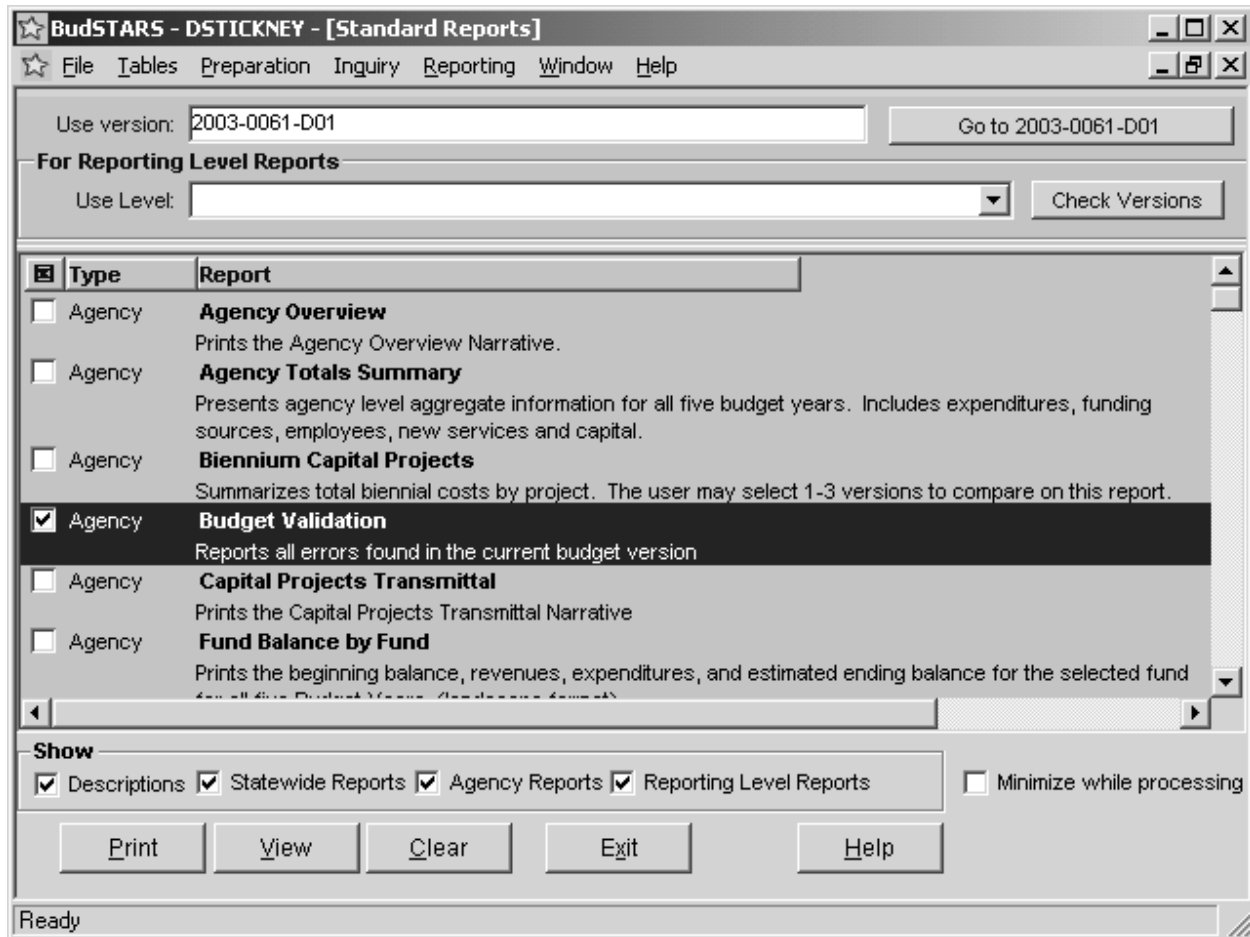 BudSTARS - DSTICKNEY - [Standard Reports]
File Tables Preparation Inquiry Reporting Window Help
Use version: 2003-0061-D01 Go to 2003-0061-D01
For Reporting Level Reports
Use Level: Check Versions
Type Report
Agency Agency Overview
Prints the Agency Overview Narrative.
Agency Agency Totals Summary
Presents agency level aggregate information for all five budget years. Includes expenditures, funding
sources, employees, new services and capital.
Agency Biennium Capital Projects
Summarizes total biennial costs by project. The user may select 1-3 versions to compare on this report.
Agency Budget Validation
Reports all errors found in the current budget version
Agency Capital Projects Transmittal
Prints the Capital Projects Transmittal Narrative
Agency Fund Balance by Fund
Prints the beginning balance, revenues, expenditures, and estimated ending balance for the selected fund
for all five Budget Years. (landscape format)
Show
Descriptions Statewide Reports Agency Reports Reporting Level Reports Minimize while processing
Print View Clear Exit Help
Ready